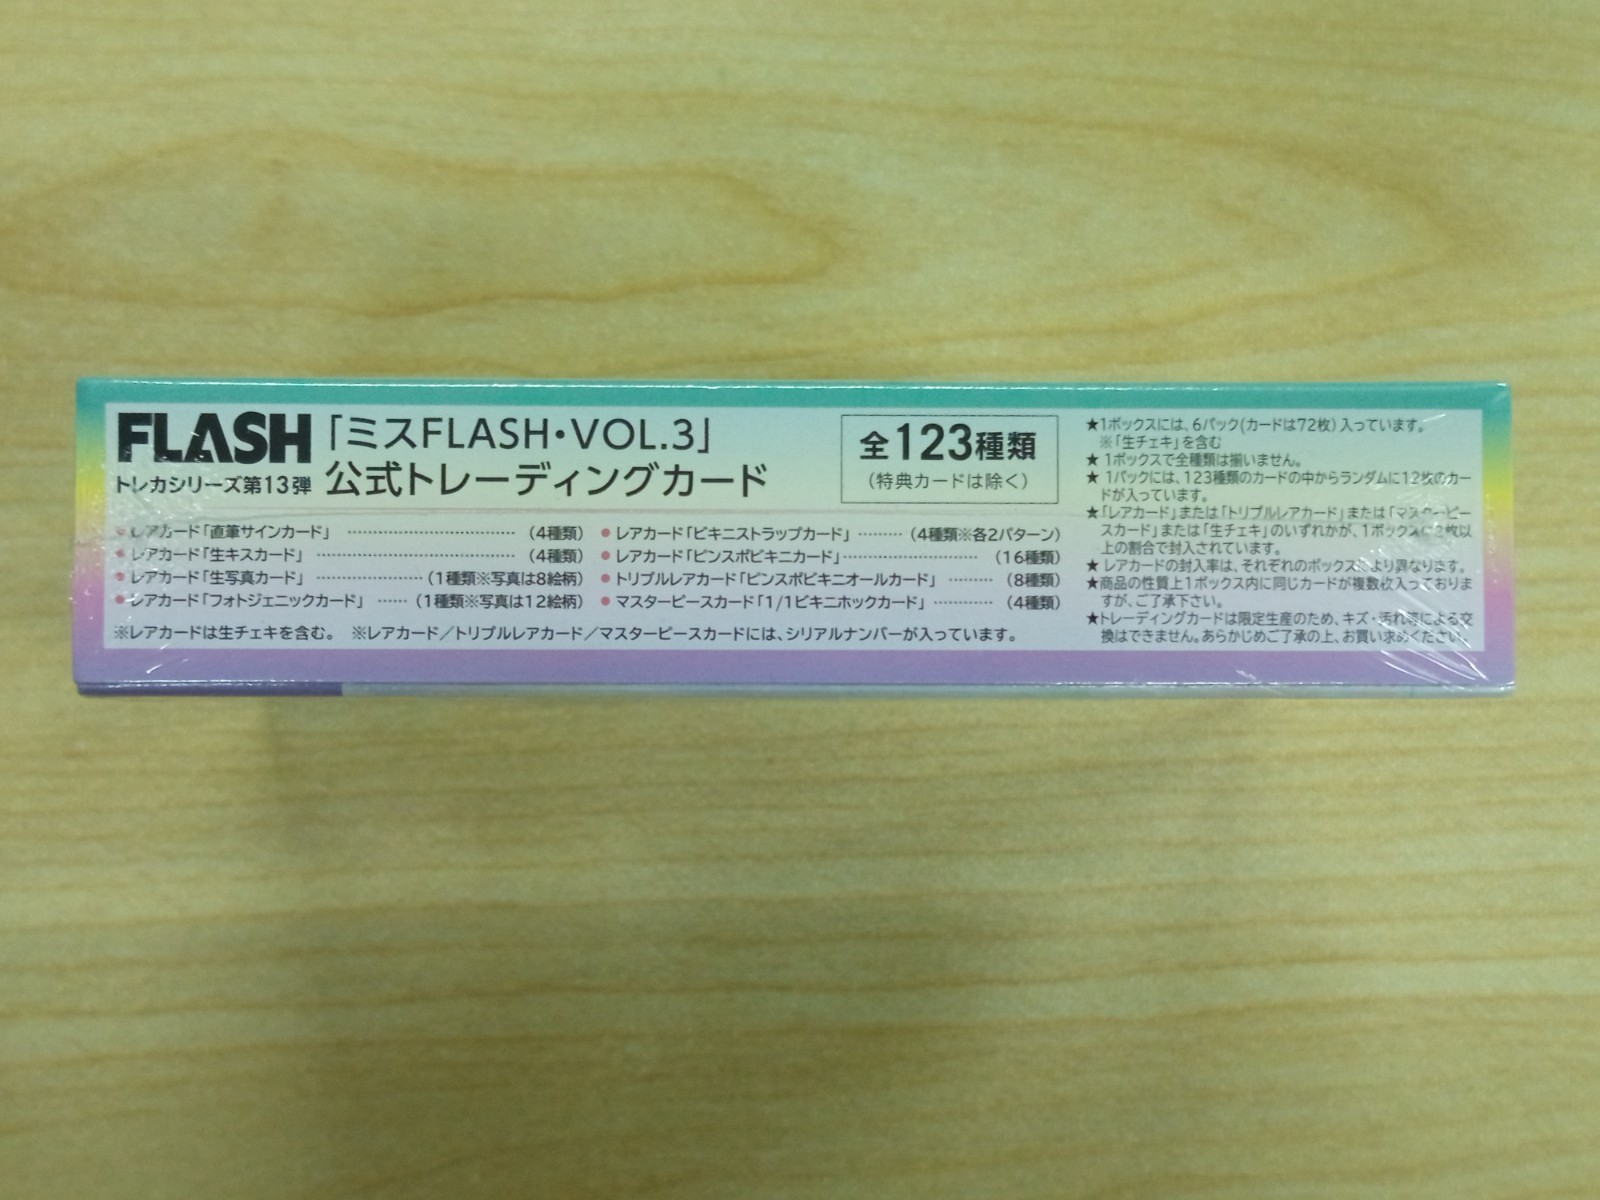 FLASH
トレカシリーズ第13弾
「ミスFLASH・VOL.3」
公式トレーディングカード
全123種類
(特典カードは除く)
●レアカード「直筆サインカード」 ……………………… (4種類)
●レアカード「生キスカード」 ……………………… (4種類)
●レアカード「生写真カード」 ……………… (1種類※写真は8絵柄)
●レアカード「フォトジェニックカード」 …… (1種類※写真は12絵柄)
●レアカード「ビキニストラップカード」 ……… (4種類※各2パターン)
●レアカード「ピンスポビキニカード」 ……………………… (16種類)
●トリプルレアカード「ピンスポビキニオールカード」 ……… (8種類)
●マスターピースカード「1/1ビキニホックカード」 ………… (4種類)
※レアカードは生チェキを含む。 ※レアカード/トリプルレアカード/マスターピースカードには、シリアルナンバーが入っています。
★1ボックスには、6パック(カードは72枚)入っています。
※「生チェキ」を含む
★1ボックスで全種類は揃いません。
★1パックには、123種類のカードの中からランダムに12枚のカー
ドが入っています。
★「レアカード」または「トリプルレアカード」または「マスターピー
スカード」または「生チェキ」のいずれかが、1ボックスに2枚以
上の割合で封入されています。
★レアカードの封入率は、それぞれのボックスにより異なります。
★商品の性質上1ボックス内に同じカードが複数枚入っておりま
すが、ご了承下さい。
★トレーディングカードは限定生産のため、キズ・汚れ等による交
換はできません。あらかじめご了承の上、お買い求めください。